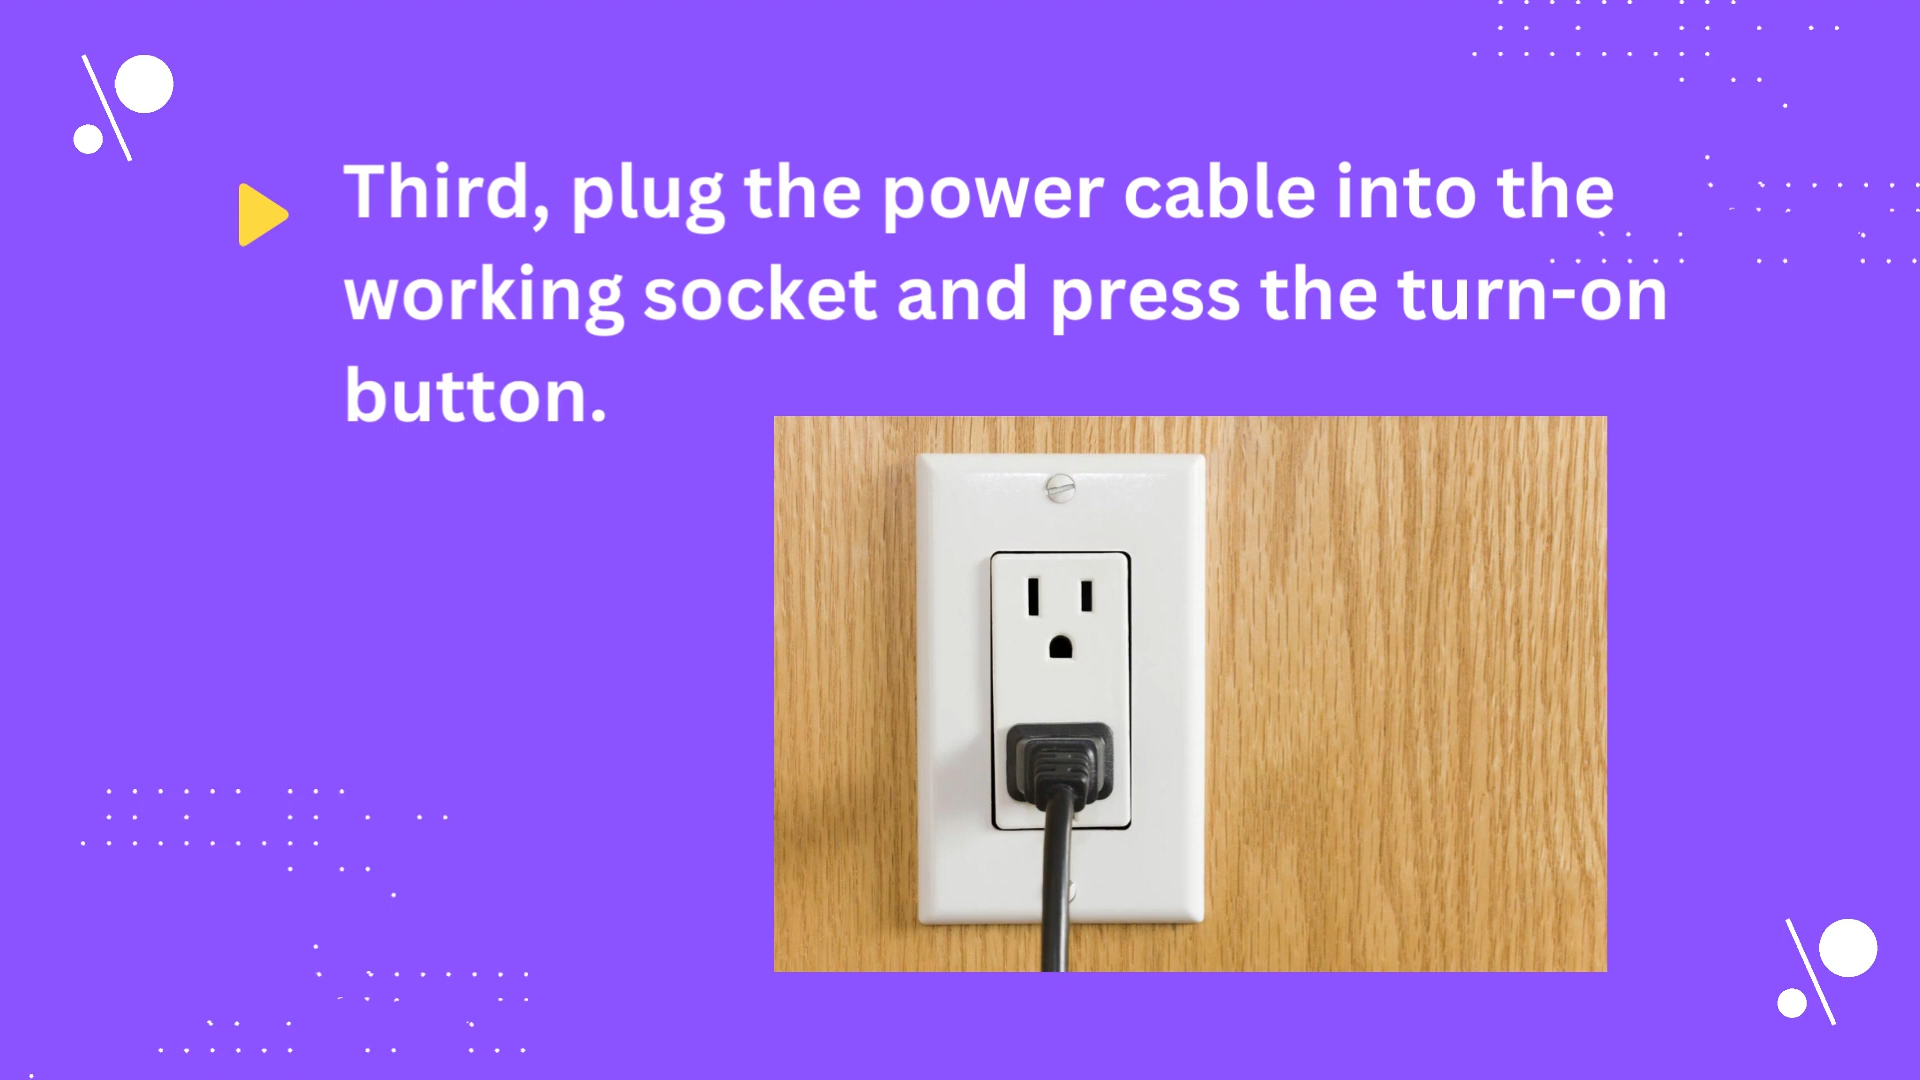 Third, plug the power cable into the
working socket and press the turn-on
button.